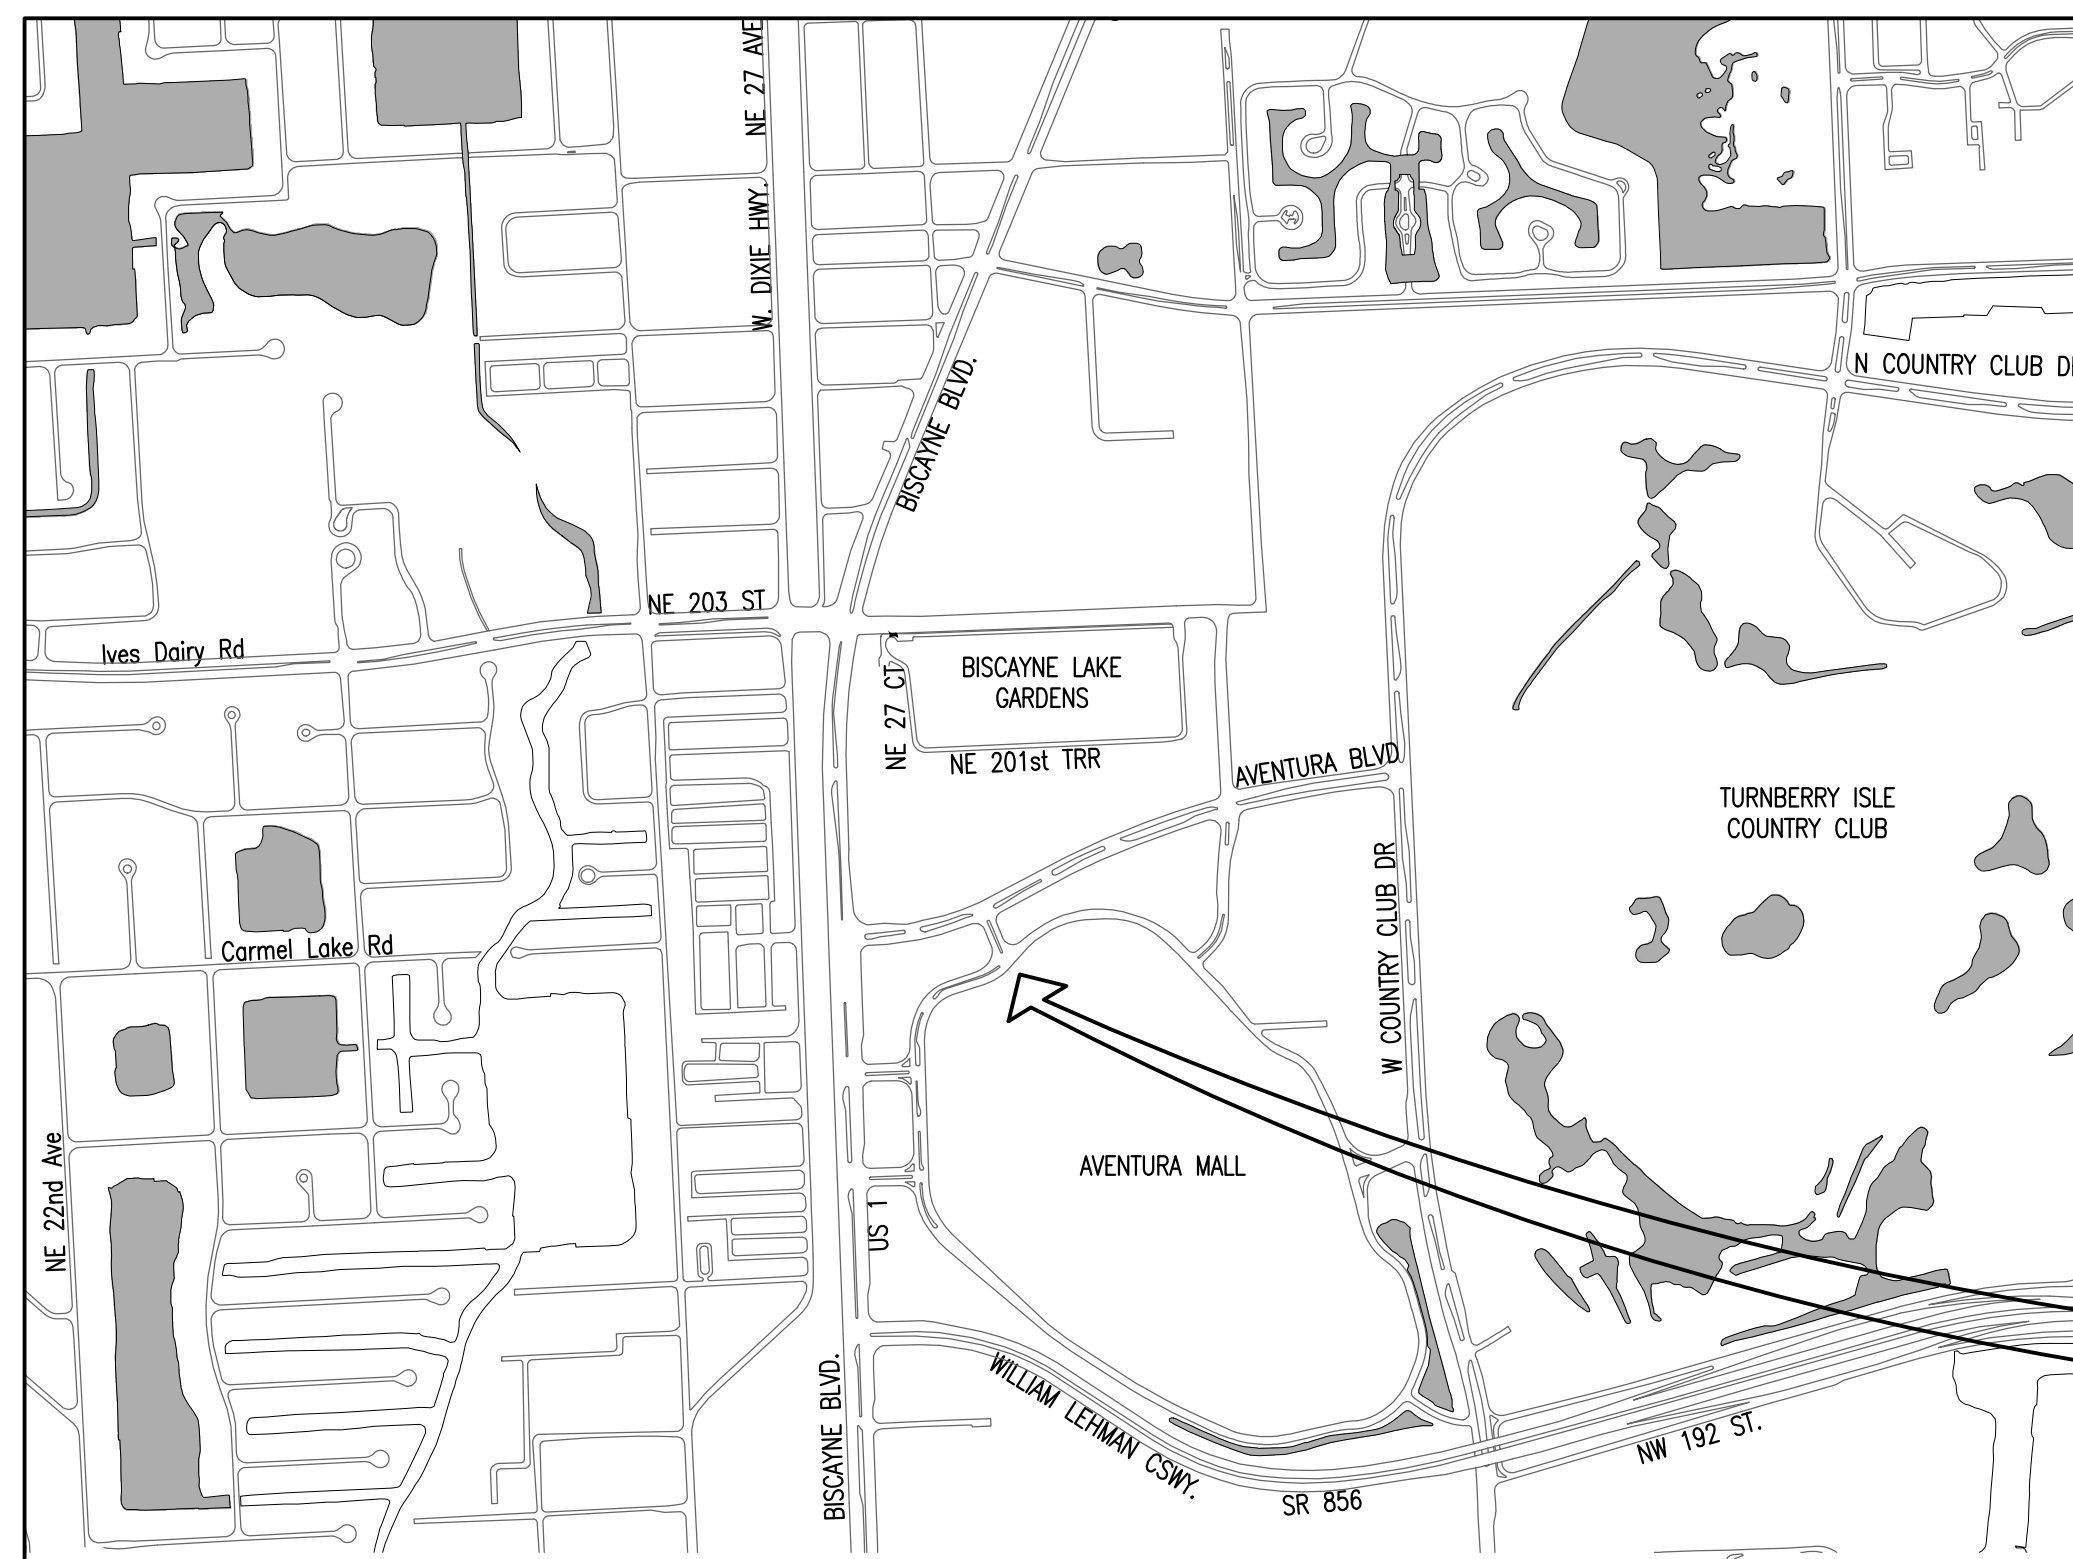 NE 27 AVE
W. DIXIE HWY.
N COUNTRY CLUB
BISCAYNE BLVD.
NE 203 ST
Ives Dairy Rd
BISCAYNE LAKE
GARDENS
NE 27 CT
NE 201st TRR
AVENTURA BLVD
TURNBERRY ISLE
COUNTRY CLUB
W COUNTRY CLUB DR
Carmel Lake Rd
NE 22nd Ave
AVENTURA MALL
US 1
BISCAYNE BLVD.
WILLIAM LEHMAN CSWY.
SR 856
NW 192 ST.